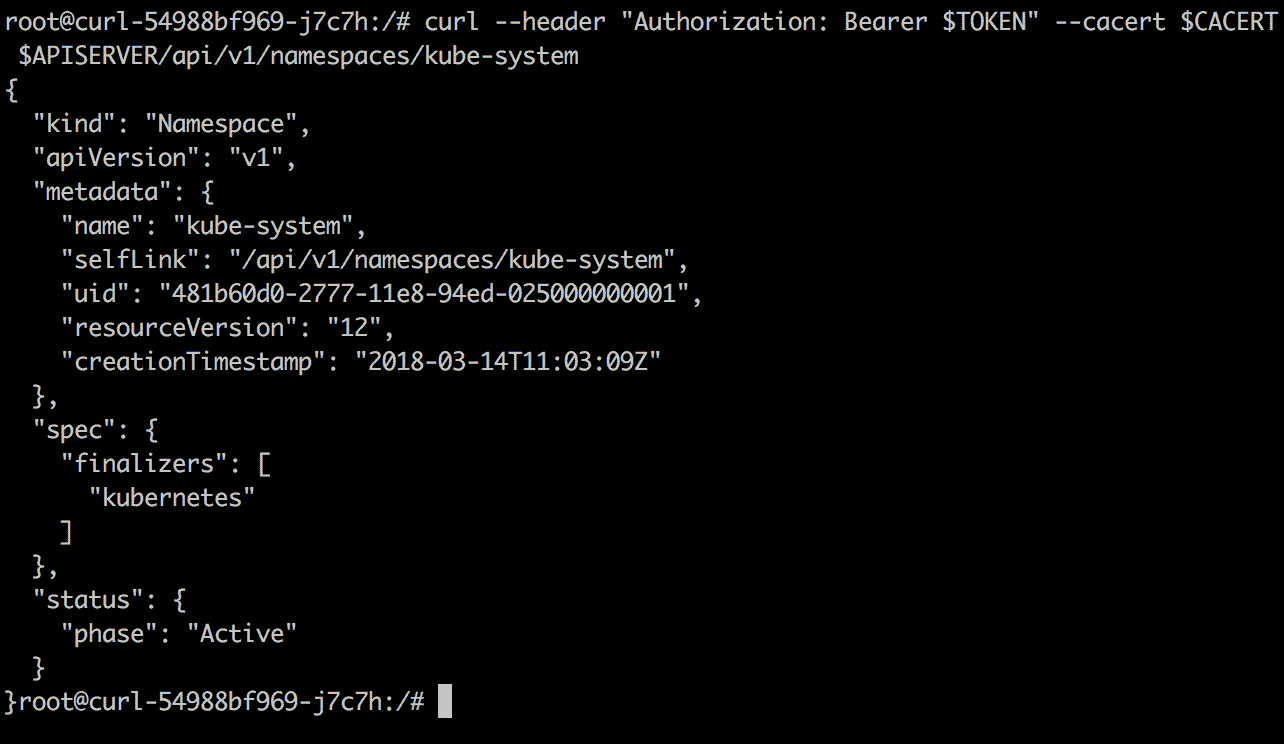 root@curl-54988bf969-j7c7h:/# curl --header "Authorization: Bearer $TOKEN" --cacert $CACERT
 $APISERVER/api/v1/namespaces/kube-system
{
  "kind": "Namespace",
  "apiVersion": "v1",
  "metadata": {
    "name": "kube-system",
    "selfLink": "/api/v1/namespaces/kube-system",
    "uid": "481b60d0-2777-11e8-94ed-025000000001",
    "resourceVersion": "12",
    "creationTimestamp": "2018-03-14T11:03:09Z"
  },
  "spec": {
    "finalizers": [
      "kubernetes"
    ]
  },
  "status": {
    "phase": "Active"
  }
}root@curl-54988bf969-j7c7h:/#